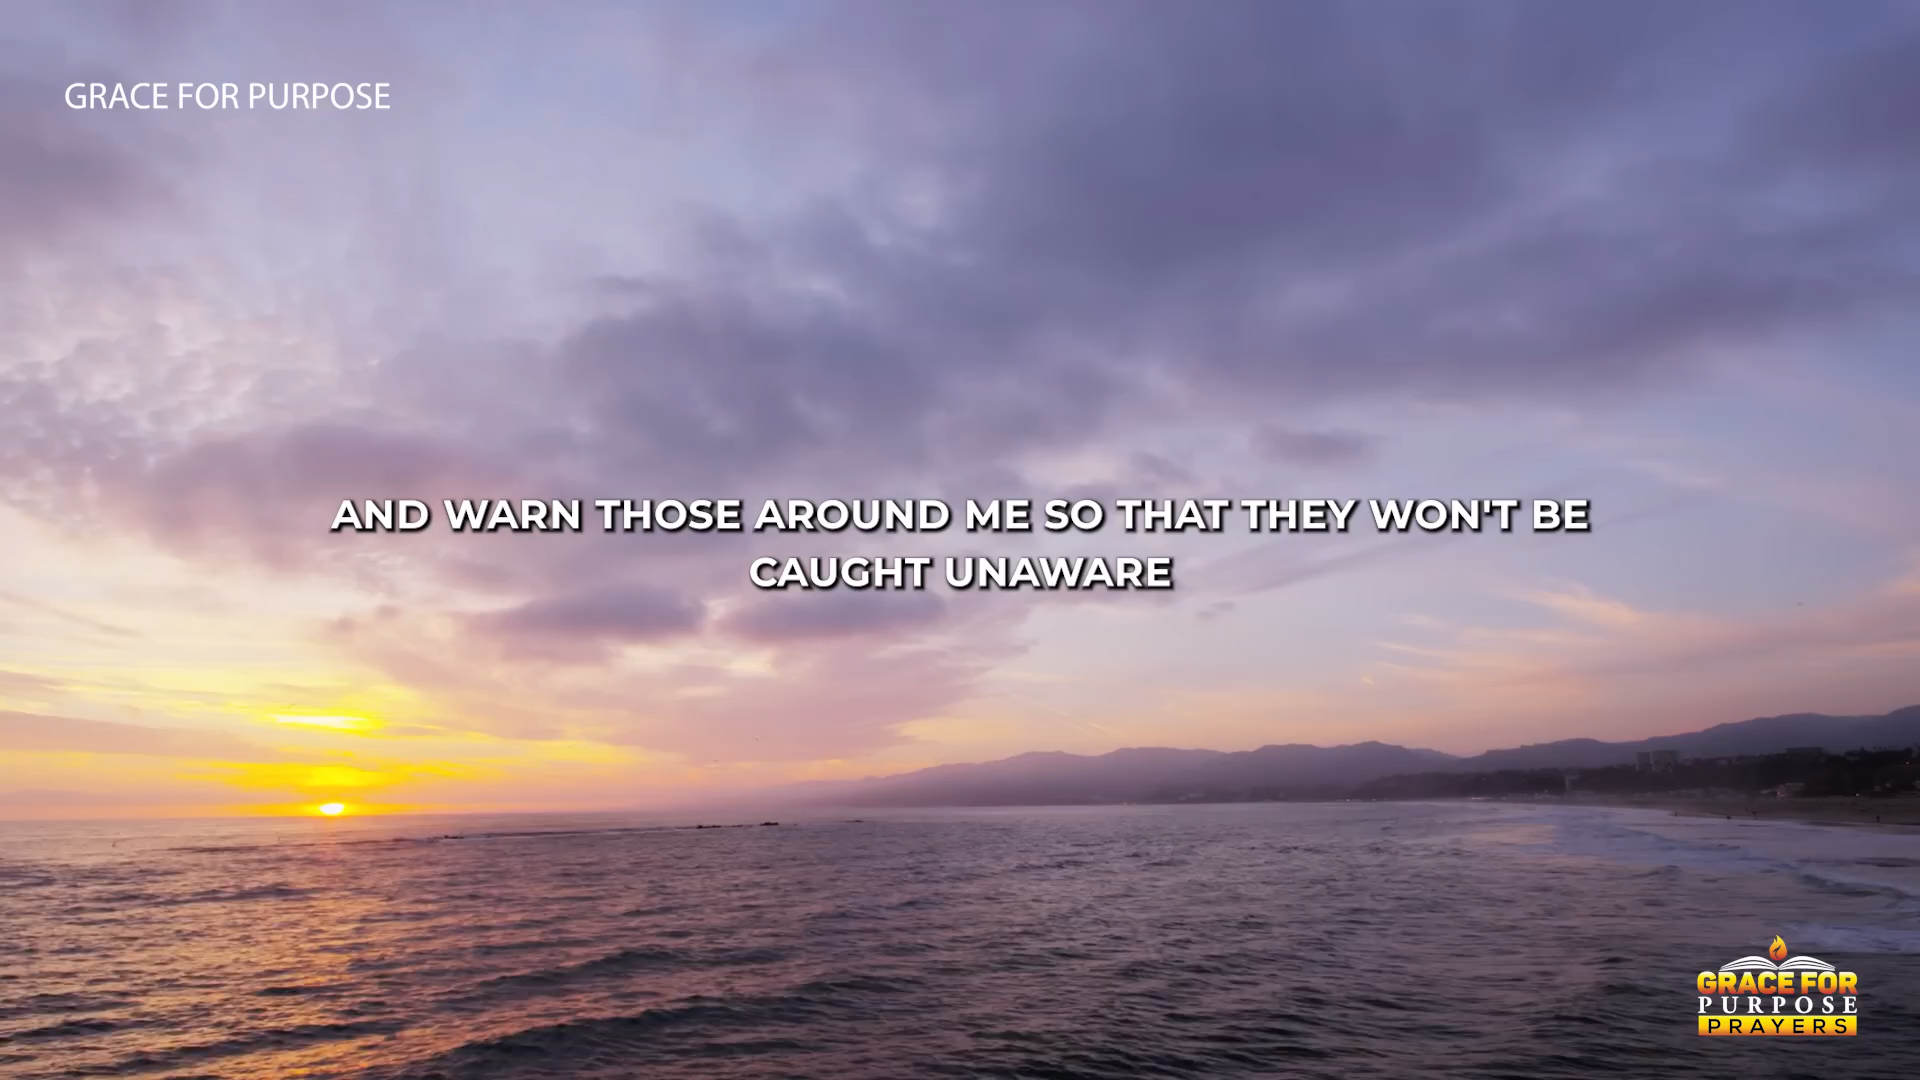 GRACE FOR PURPOSE
AND WARN THOSE AROUND ME SO THAT THEY WON'T BE
CAUGHT UNAWARE
GRACE FOR
PURPOSE
PRAYERS